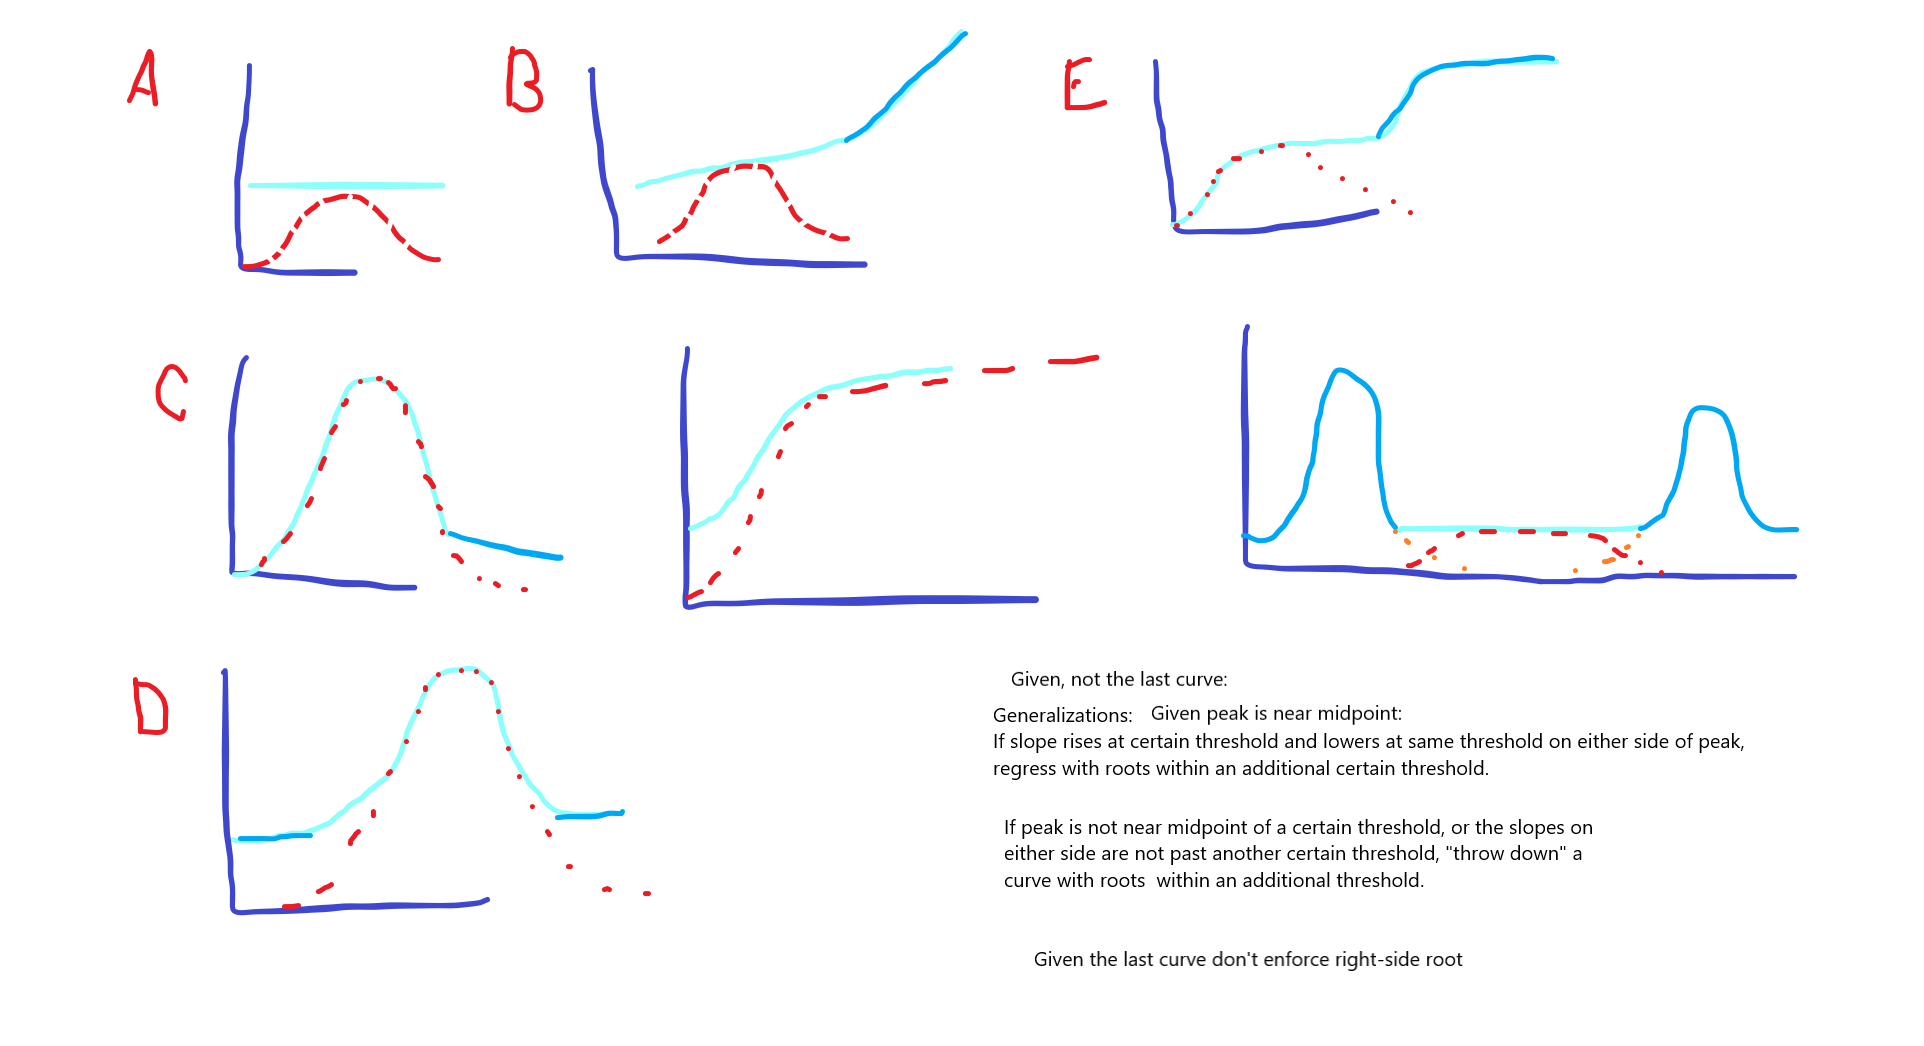 A
B
E
C
D
Given, not the last curve:
Generalizations: Given peak is near midpoint:
If slope rises at certain threshold and lowers at same threshold on either side of peak,
regress with roots within an additional certain threshold.
If peak is not near midpoint of a certain threshold, or the slopes on
either side are not past another certain threshold, "throw down" a
curve with roots within an additional threshold.
Given the last curve don't enforce right-side root